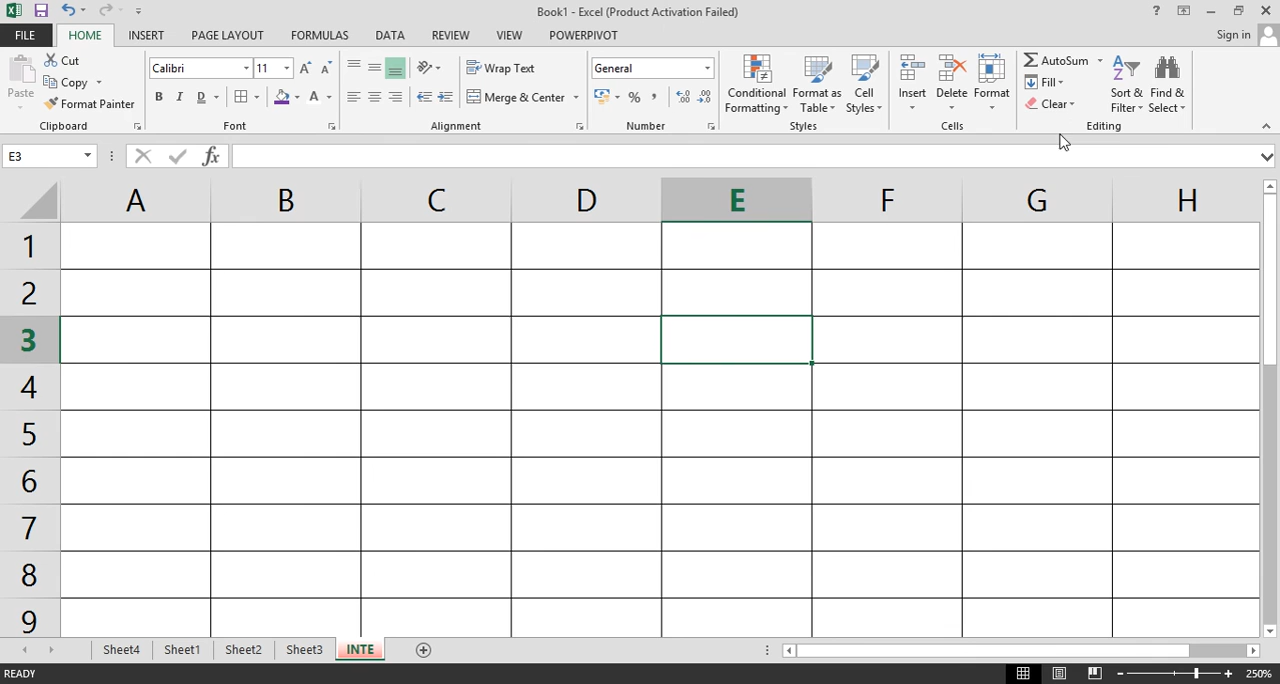 Book1 - Excel (Product Activation Failed)
FILE HOME INSERT PAGE LAYOUT FORMULAS DATA REVIEW VIEW POWERPIVOT Sign in
Paste
Cut
Copy
Format Painter
Clipboard
Calibri 11
B I D A
Font
Wrap Text
Merge & Center
Alignment
General
%
Number
Conditional Formatting
Format as Table
Cell Styles
Styles
Insert Delete Format
Cells
AutoSum
Fill
Clear
Sort & Filter
Find & Select
Editing
E3 fx
A B C D E F G H
1
2
3
4
5
6
7
8
9
Sheet4 Sheet1 Sheet2 Sheet3 INTE
READY 250%